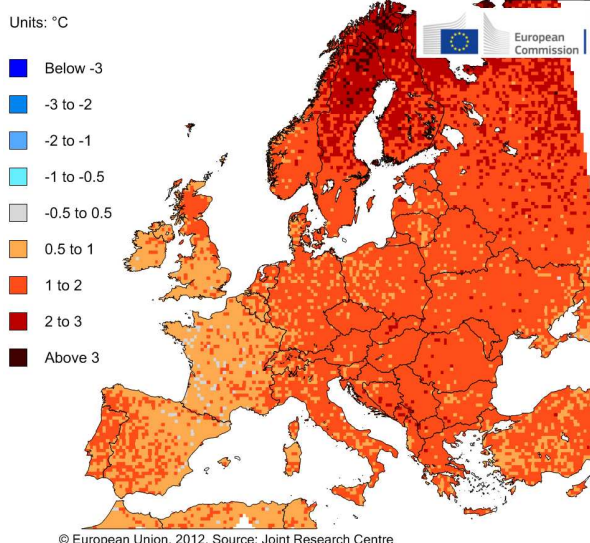 Units: °C
European
Commission
Below -3
-3 to -2
-2 to -1
-1 to -0.5
-0.5 to 0.5
0.5 to 1
1 to 2
2 to 3
Above 3
© European Union, 2012. Source: Joint Research Centre